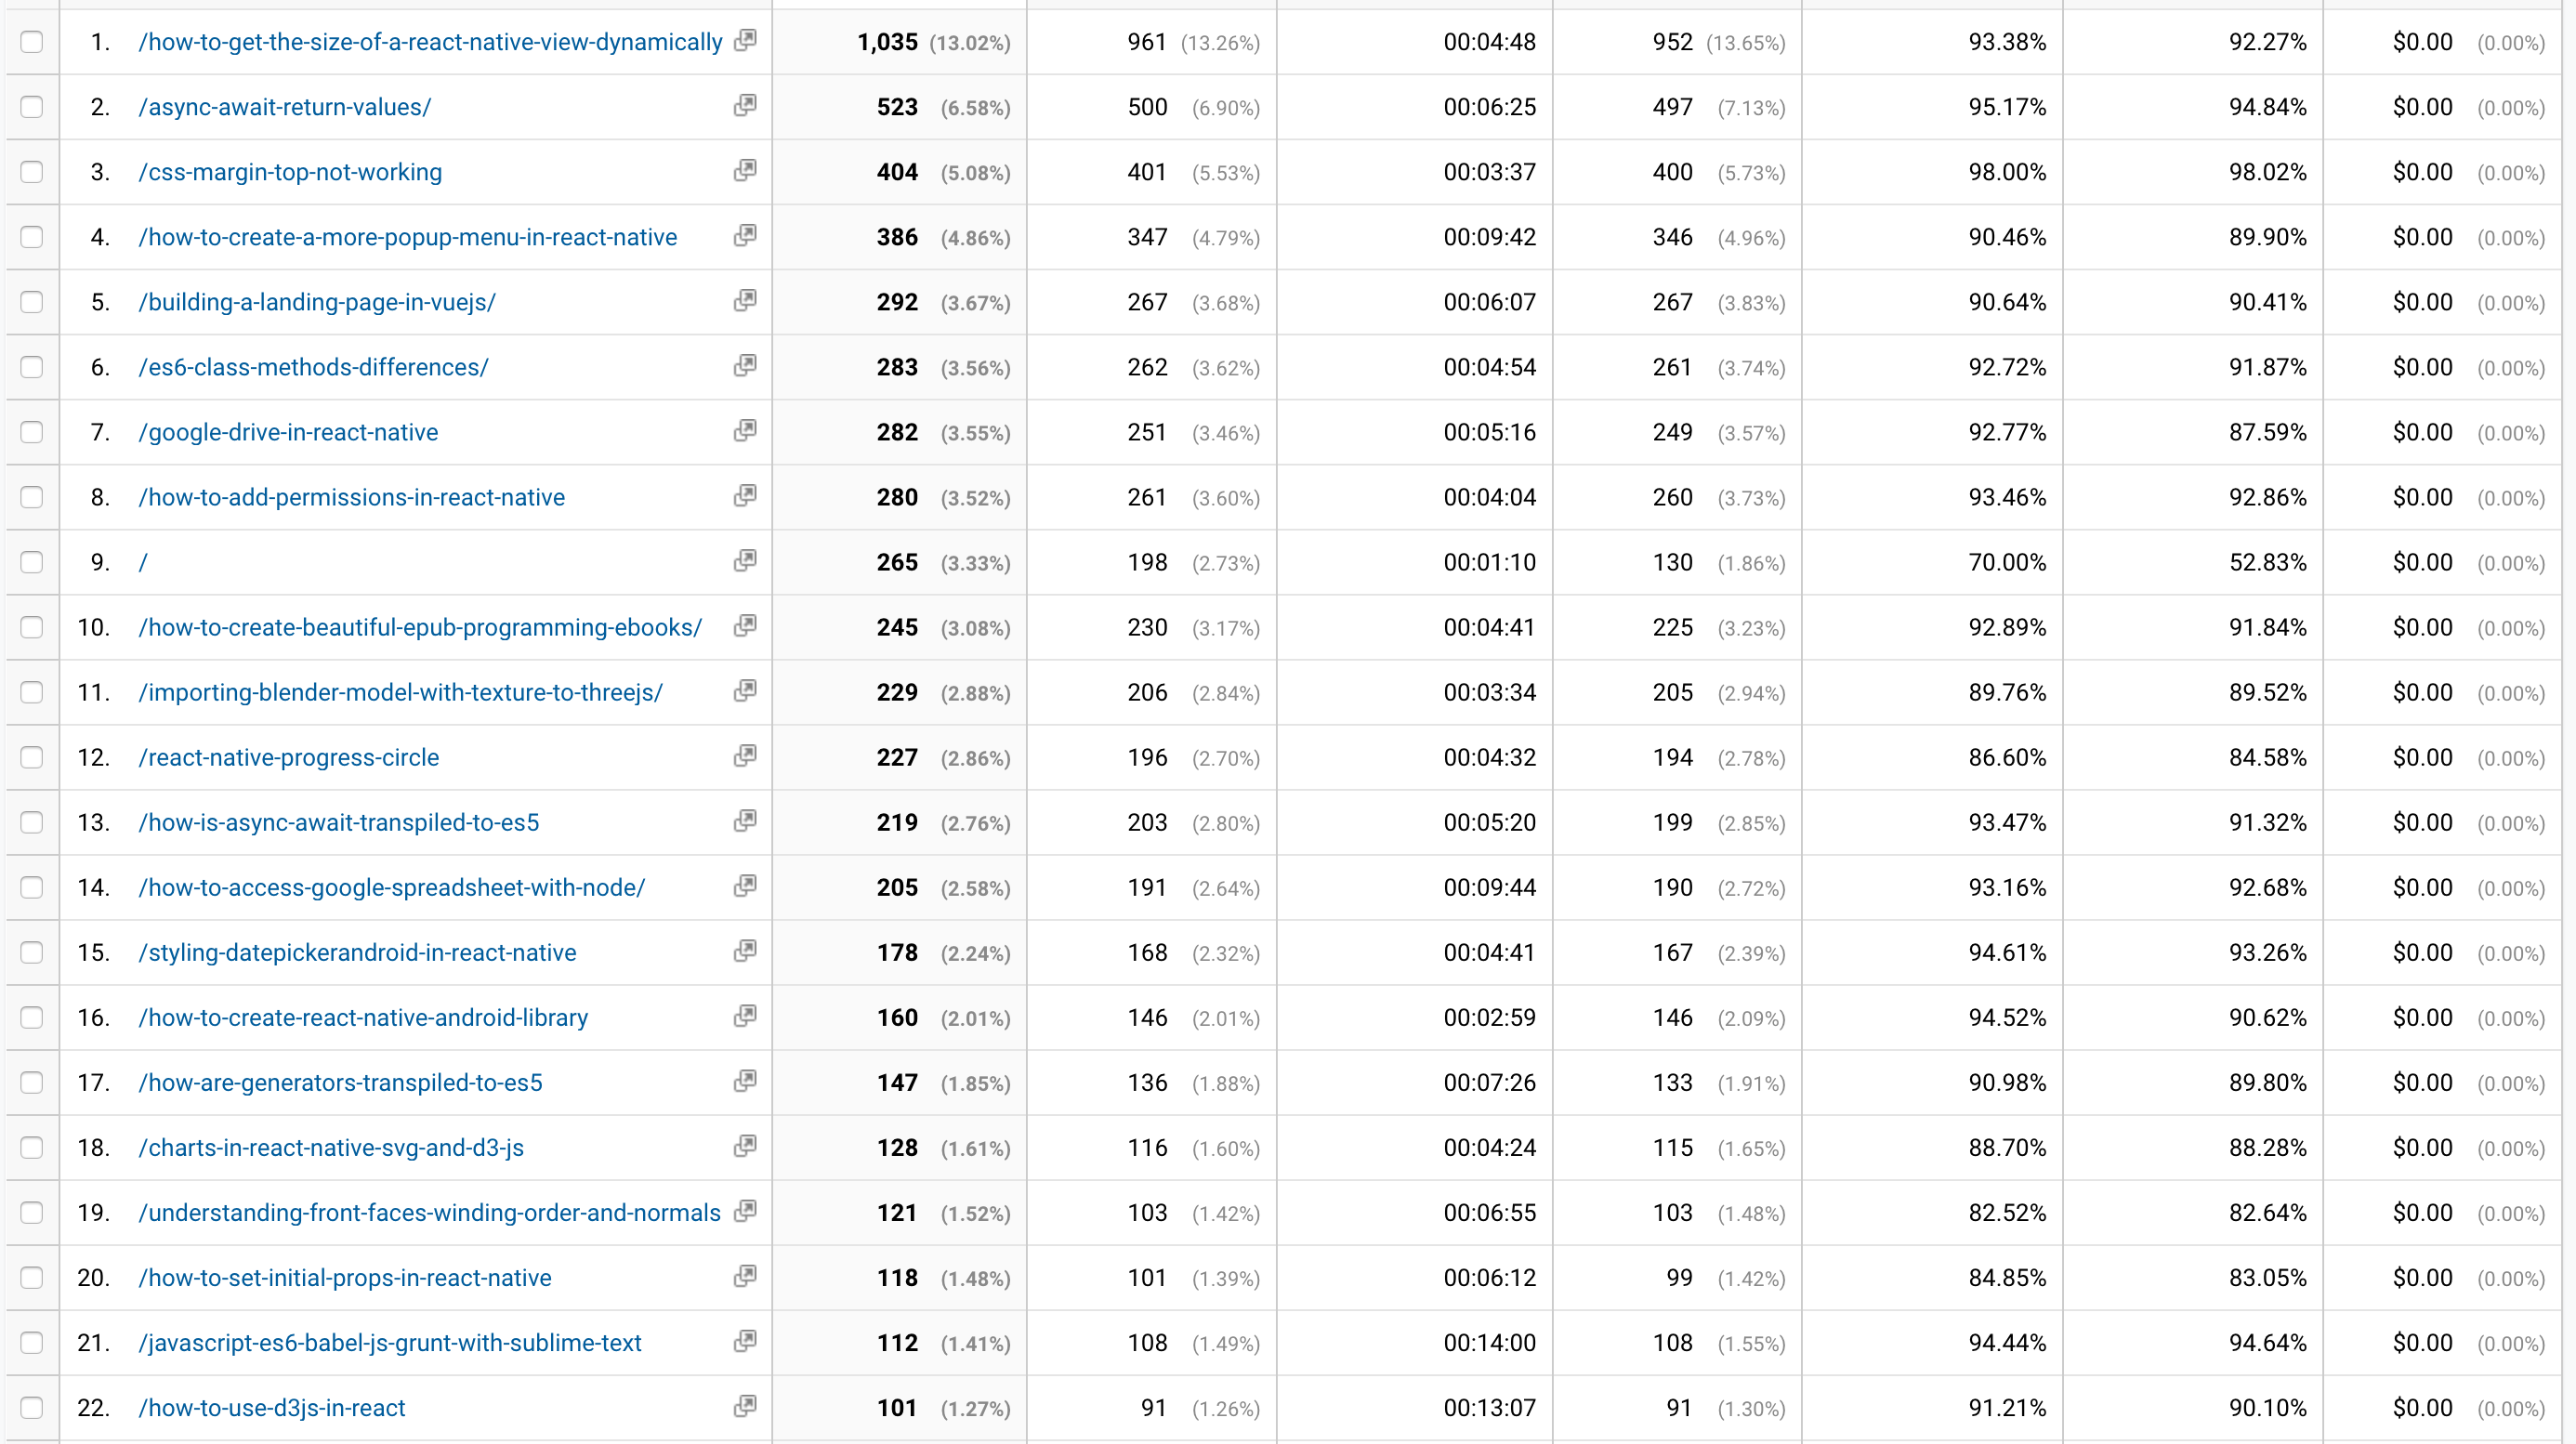 1. /how-to-get-the-size-of-a-react-native-view-dynamically 1,035 (13.02%) 961 (13.26%) 00:04:48 952 (13.65%) 93.38% 92.27% $0.00 (0.00%)
2. /async-await-return-values/ 523 (6.58%) 500 (6.90%) 00:06:25 497 (7.13%) 95.17% 94.84% $0.00 (0.00%)
3. /css-margin-top-not-working 404 (5.08%) 401 (5.53%) 00:03:37 400 (5.73%) 98.00% 98.02% $0.00 (0.00%)
4. /how-to-create-a-more-popup-menu-in-react-native 386 (4.86%) 347 (4.79%) 00:09:42 346 (4.96%) 90.46% 89.90% $0.00 (0.00%)
5. /building-a-landing-page-in-vuejs/ 292 (3.67%) 267 (3.68%) 00:06:07 267 (3.83%) 90.64% 90.41% $0.00 (0.00%)
6. /es6-class-methods-differences/ 283 (3.56%) 262 (3.62%) 00:04:54 261 (3.74%) 92.72% 91.87% $0.00 (0.00%)
7. /google-drive-in-react-native 282 (3.55%) 251 (3.46%) 00:05:16 249 (3.57%) 92.77% 87.59% $0.00 (0.00%)
8. /how-to-add-permissions-in-react-native 280 (3.52%) 261 (3.60%) 00:04:04 260 (3.73%) 93.46% 92.86% $0.00 (0.00%)
9. / 265 (3.33%) 198 (2.73%) 00:01:10 130 (1.86%) 70.00% 52.83% $0.00 (0.00%)
10. /how-to-create-beautiful-epub-programming-ebooks/ 245 (3.08%) 230 (3.17%) 00:04:41 225 (3.23%) 92.89% 91.84% $0.00 (0.00%)
11. /importing-blender-model-with-texture-to-threejs/ 229 (2.88%) 206 (2.84%) 00:03:34 205 (2.94%) 89.76% 89.52% $0.00 (0.00%)
12. /react-native-progress-circle 227 (2.86%) 196 (2.70%) 00:04:32 194 (2.78%) 86.60% 84.58% $0.00 (0.00%)
13. /how-is-async-await-transpiled-to-es5 219 (2.76%) 203 (2.80%) 00:05:20 199 (2.85%) 93.47% 91.32% $0.00 (0.00%)
14. /how-to-access-google-spreadsheet-with-node/ 205 (2.58%) 191 (2.64%) 00:09:44 190 (2.72%) 93.16% 92.68% $0.00 (0.00%)
15. /styling-datepickerandroid-in-react-native 178 (2.24%) 168 (2.32%) 00:04:41 167 (2.39%) 94.61% 93.26% $0.00 (0.00%)
16. /how-to-create-react-native-android-library 160 (2.01%) 146 (2.01%) 00:02:59 146 (2.09%) 94.52% 90.62% $0.00 (0.00%)
17. /how-are-generators-transpiled-to-es5 147 (1.85%) 136 (1.88%) 00:07:26 133 (1.91%) 90.98% 89.80% $0.00 (0.00%)
18. /charts-in-react-native-svg-and-d3-js 128 (1.61%) 116 (1.60%) 00:04:24 115 (1.65%) 88.70% 88.28% $0.00 (0.00%)
19. /understanding-front-faces-winding-order-and-normals 121 (1.52%) 103 (1.42%) 00:06:55 103 (1.48%) 82.52% 82.64% $0.00 (0.00%)
20. /how-to-set-initial-props-in-react-native 118 (1.48%) 101 (1.39%) 00:06:12 99 (1.42%) 84.85% 83.05% $0.00 (0.00%)
21. /javascript-es6-babel-js-grunt-with-sublime-text 112 (1.41%) 108 (1.49%) 00:14:00 108 (1.55%) 94.44% 94.64% $0.00 (0.00%)
22. /how-to-use-d3js-in-react 101 (1.27%) 91 (1.26%) 00:13:07 91 (1.30%) 91.21% 90.10% $0.00 (0.00%)